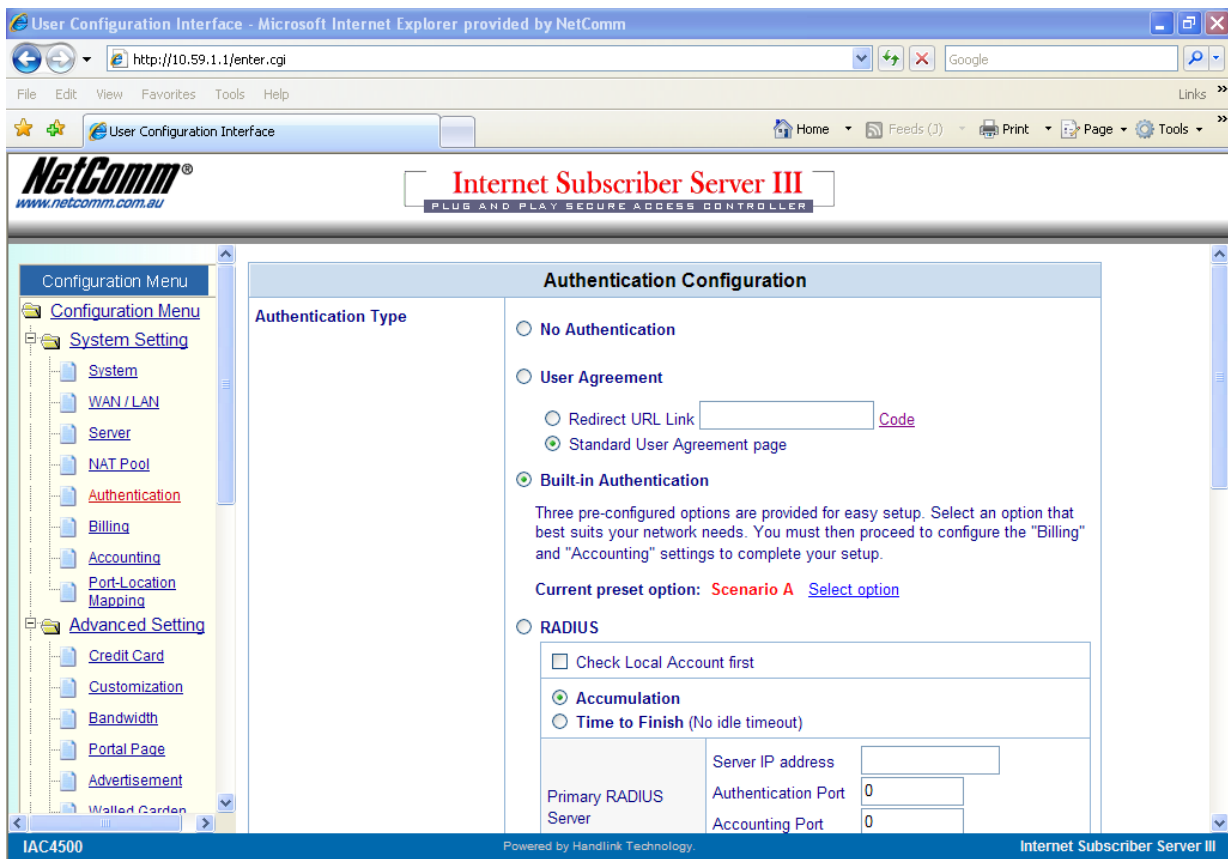 User Configuration Interface - Microsoft Internet Explorer provided by NetComm
http://10.59.1.1/enter.cgi
Google
File Edit View Favorites Tools Help
Links »
User Configuration Interface
Home Feeds (J) Print Page Tools »
NetComm®
www.netcomm.com.au
Internet Subscriber Server III
PLUG AND PLAY SECURE ACCESS CONTROLLER
Configuration Menu
Configuration Menu
System Setting
System
WAN / LAN
Server
NAT Pool
Authentication
Billing
Accounting
Port-Location
Mapping
Advanced Setting
Credit Card
Customization
Bandwidth
Portal Page
Advertisement
Walled Garden
Authentication Configuration
Authentication Type
No Authentication
User Agreement
Redirect URL Link Code
Standard User Agreement page
Built-in Authentication
Three pre-configured options are provided for easy setup. Select an option that
best suits your network needs. You must then proceed to configure the "Billing"
and "Accounting" settings to complete your setup.
Current preset option: Scenario A Select option
RADIUS
Check Local Account first
Accumulation
Time to Finish (No idle timeout)
Primary RADIUS
Server
Server IP address
Authentication Port 0
Accounting Port 0
IAC4500
Powered by Handlink Technology.
Internet Subscriber Server III